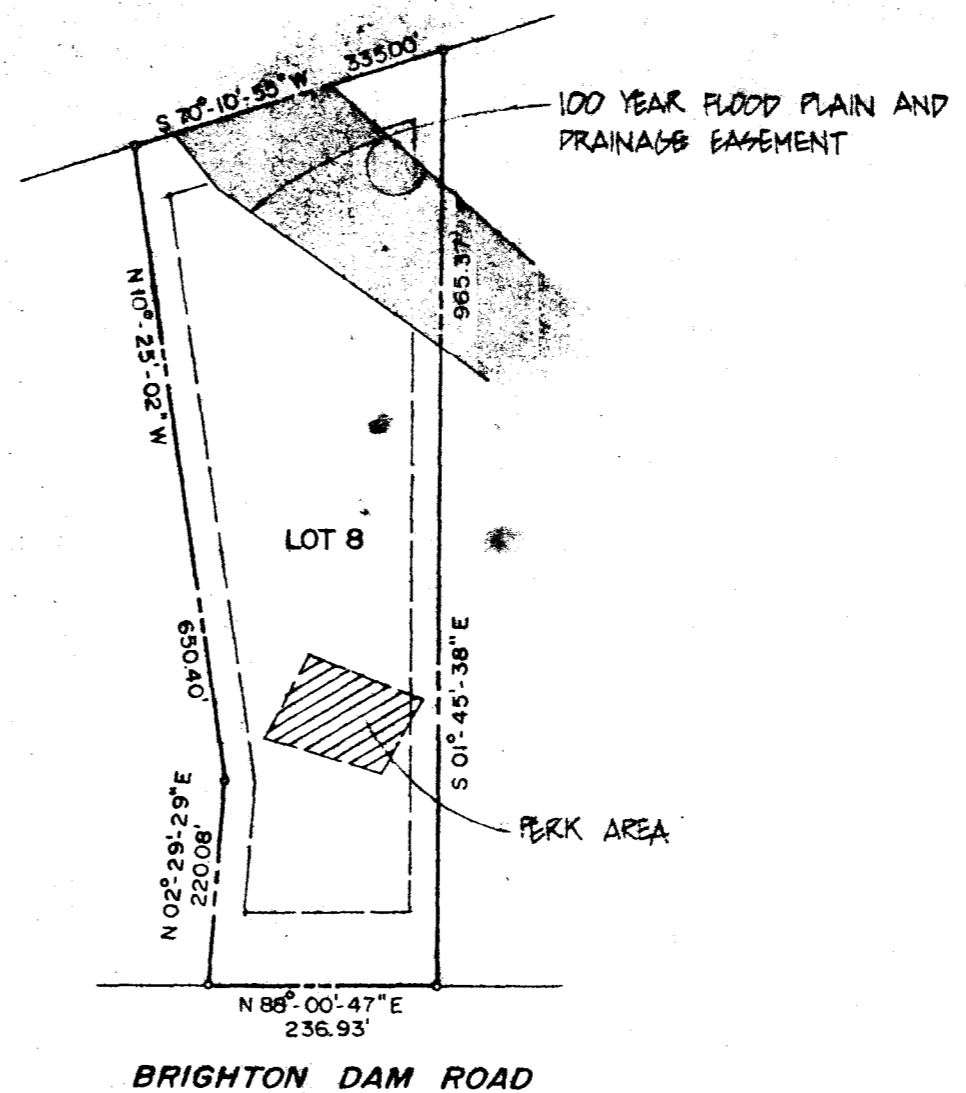 S 70°-10'-55" W 335.00'
100 YEAR FLOOD PLAIN AND
DRAINAGE EASEMENT
N 10°-25'-02" W
650.40'
965.37'
S 01°-45'-38" E
LOT 8
PERK AREA
N 02°-29'-29" E
220.08'
N 88°-00'-47" E
236.93'
BRIGHTON DAM ROAD